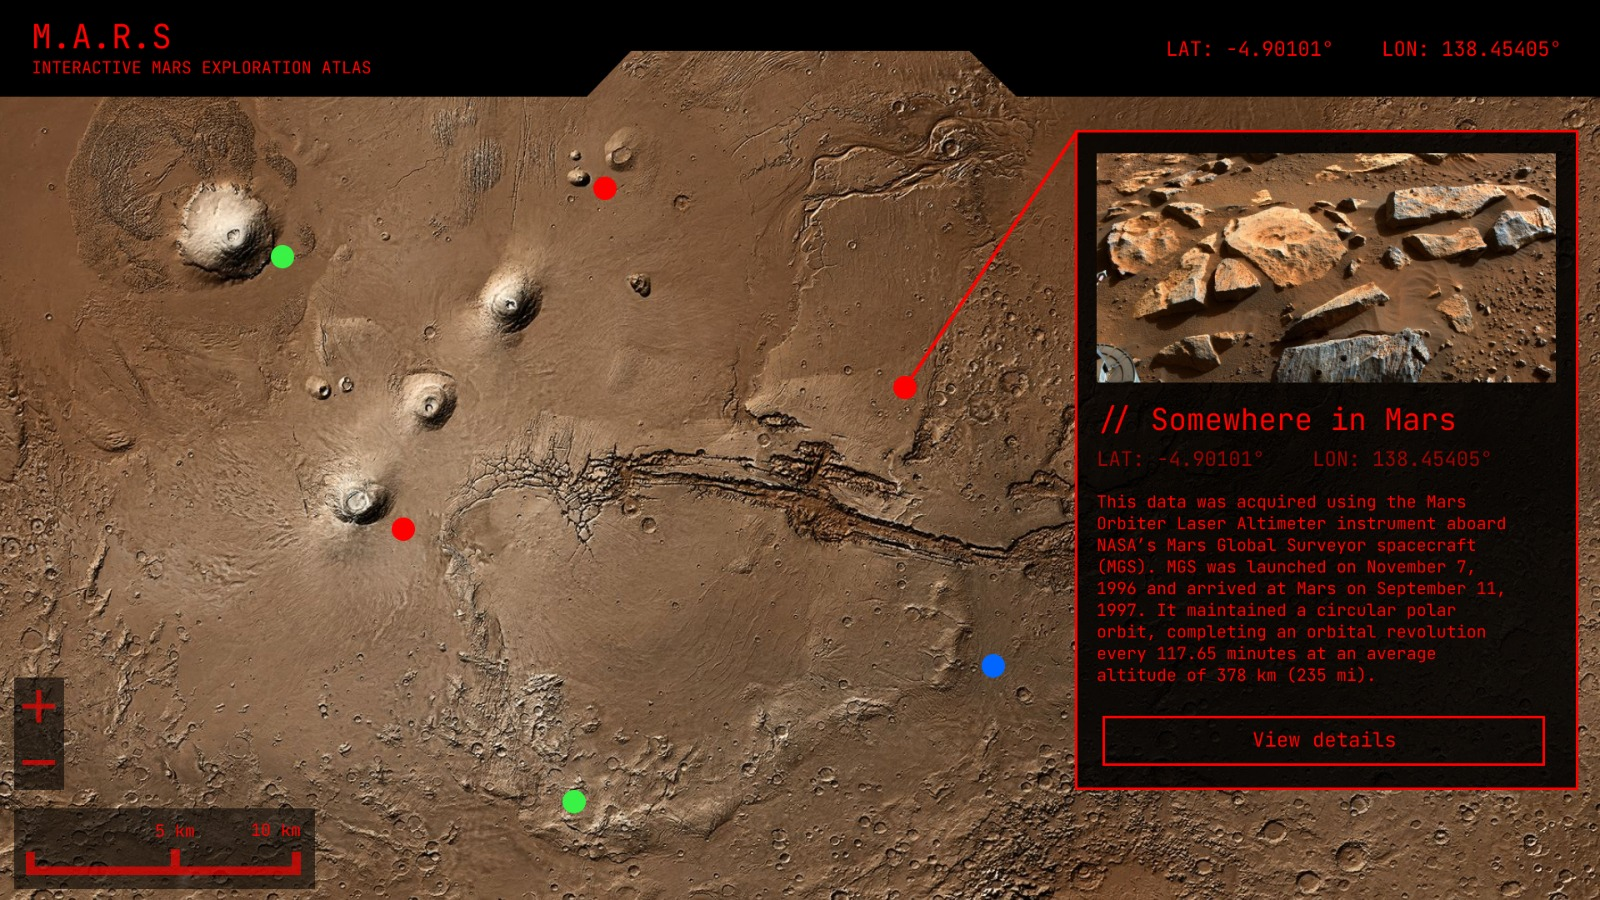 M.A.R.S
INTERACTIVE MARS EXPLORATION ATLAS
LAT: -4.90101° LON: 138.45405°
// Somewhere in Mars
LAT: -4.90101° LON: 138.45405°
This data was acquired using the Mars
Orbiter Laser Altimeter instrument aboard
NASA’s Mars Global Surveyor spacecraft
(MGS). MGS was launched on November 7,
1996 and arrived at Mars on September 11,
1997. It maintained a circular polar
orbit, completing an orbital revolution
every 117.65 minutes at an average
altitude of 378 km (235 mi).
View details
+
−
5 km 10 km